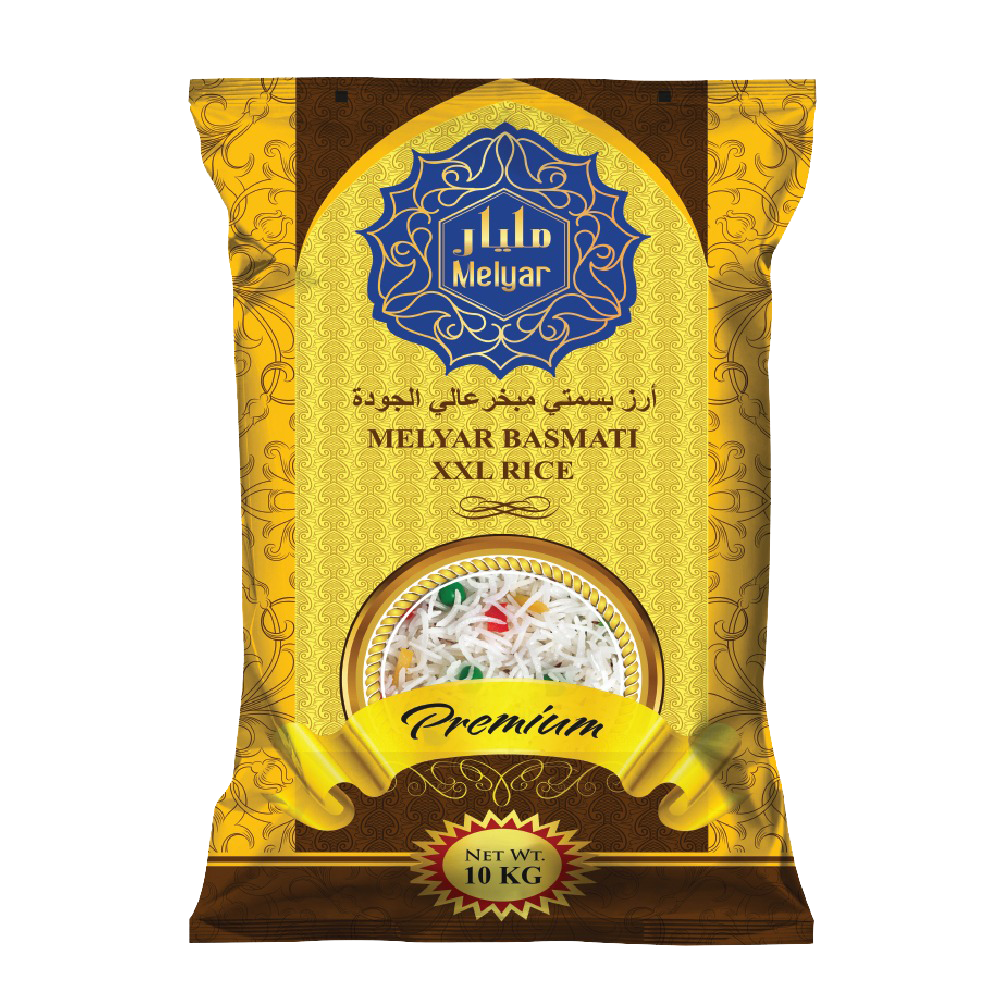 مليار
Melyar
أرز بسمتي مبخر عالي الجودة
MELYAR BASMATI
XXL RICE
Premium
NET WT.
10 KG